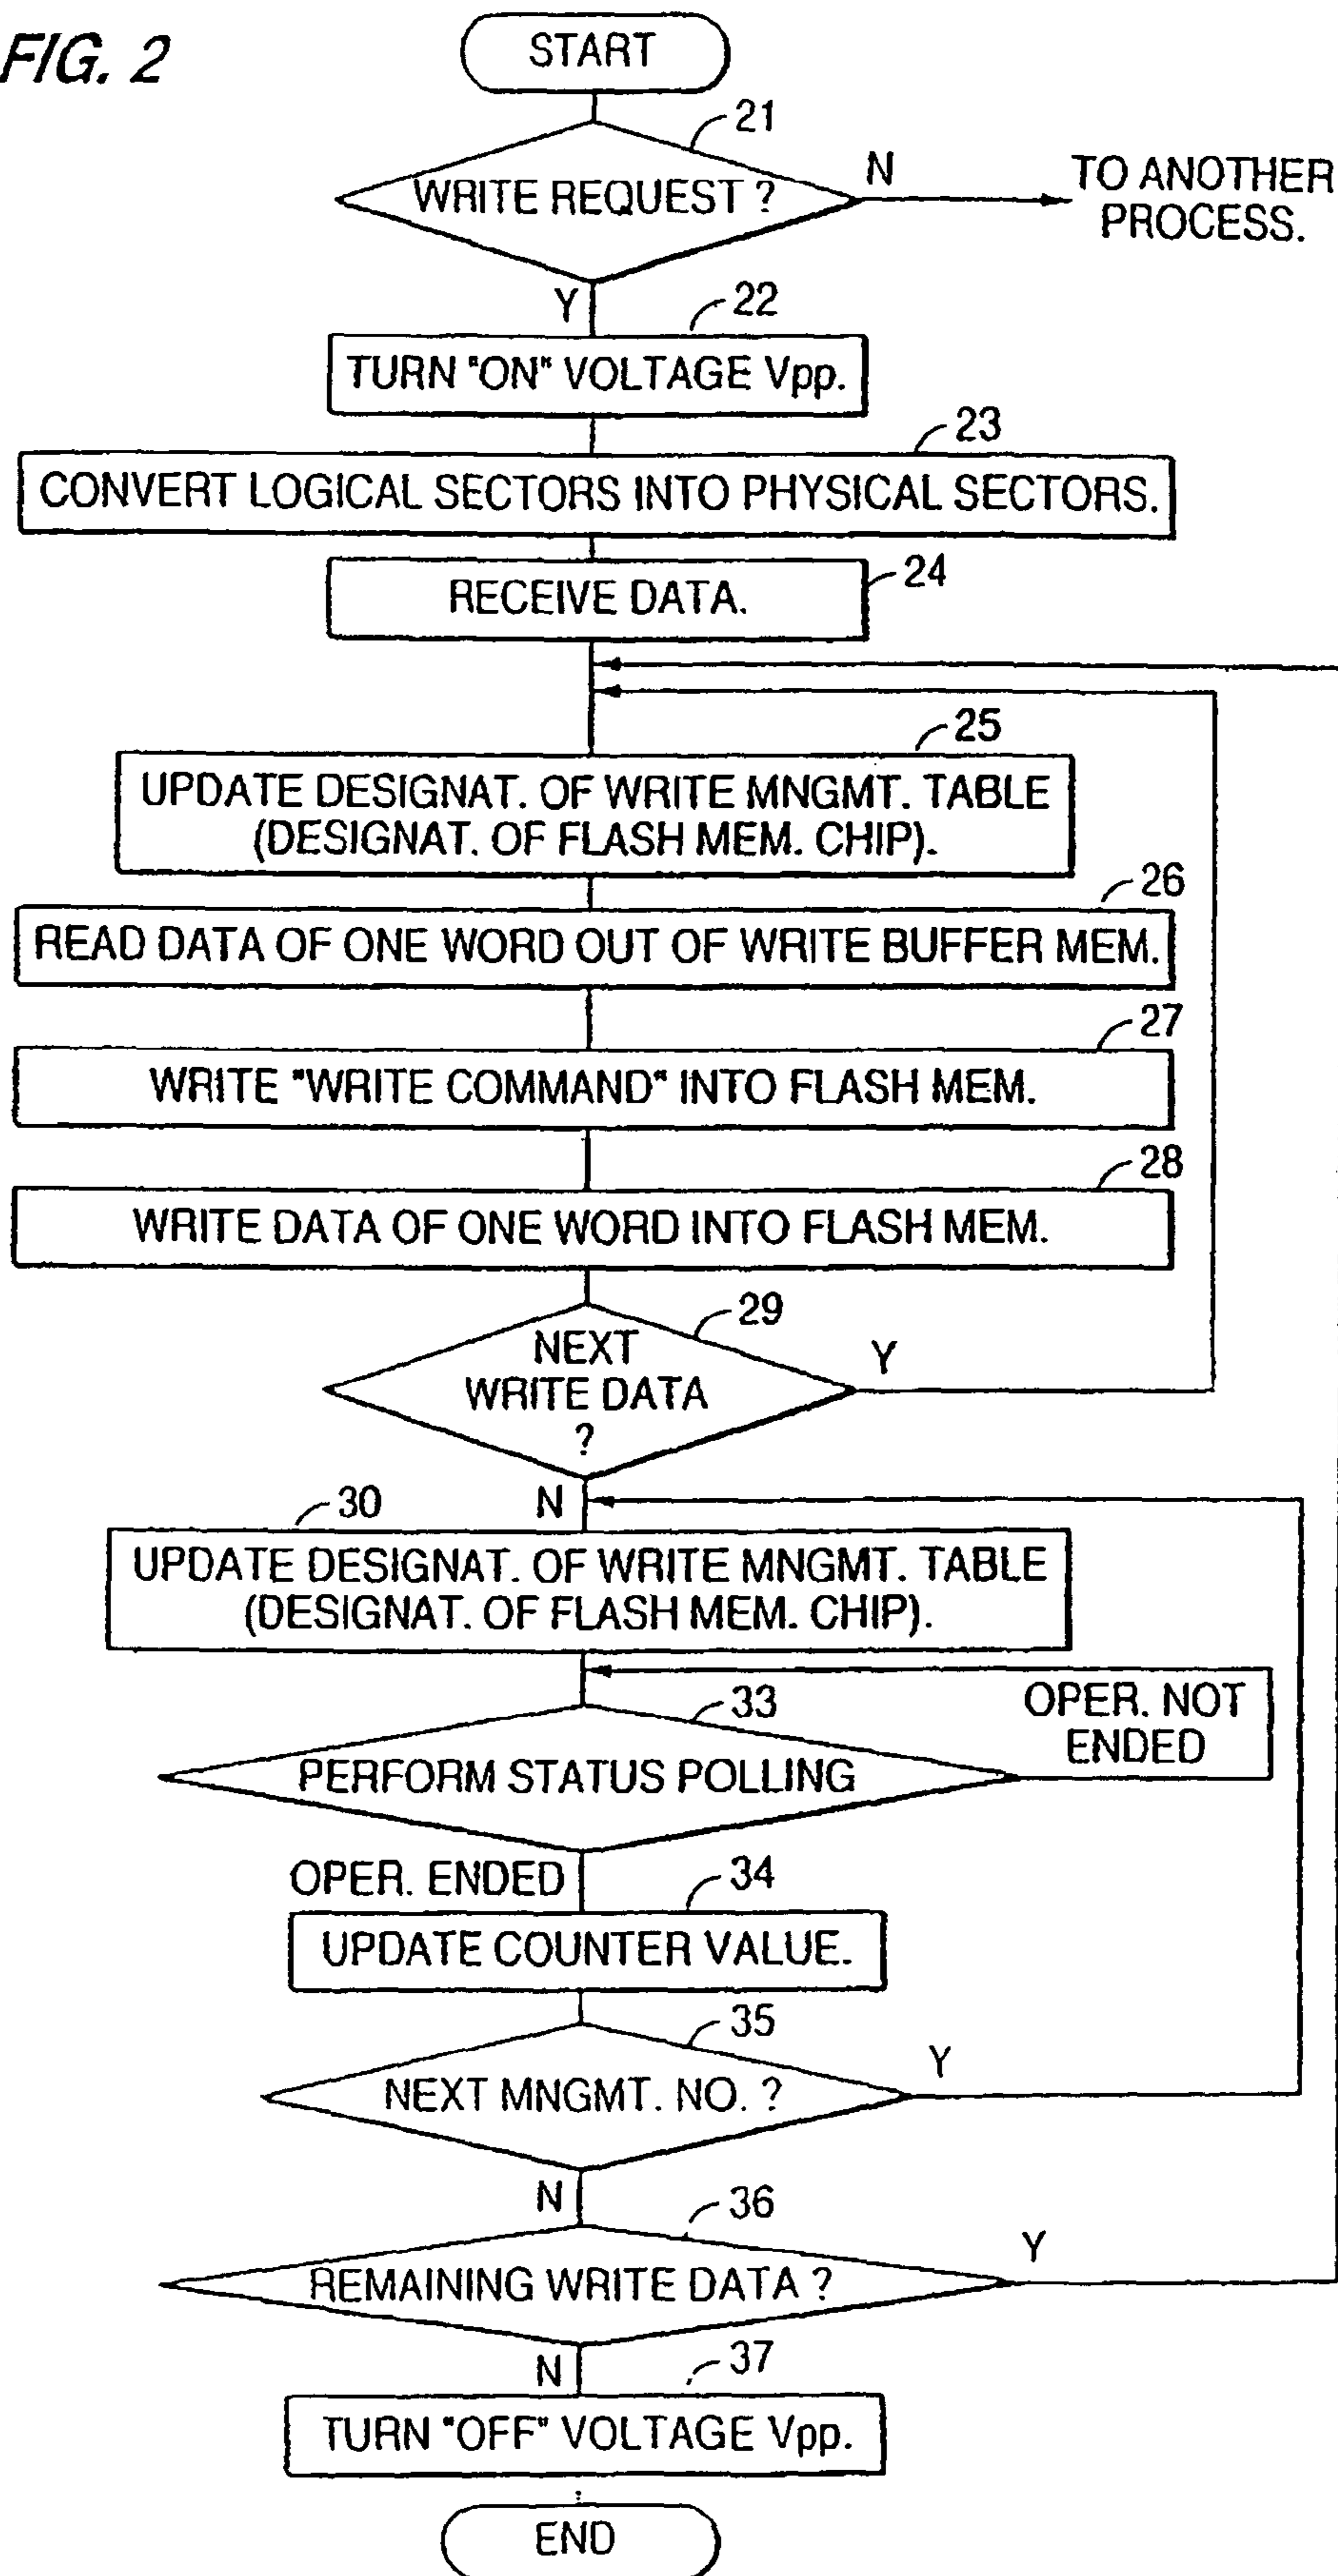 FIG. 2
START
21
WRITE REQUEST ?
N
TO ANOTHER
PROCESS.
Y
22
TURN "ON" VOLTAGE Vpp.
23
CONVERT LOGICAL SECTORS INTO PHYSICAL SECTORS.
24
RECEIVE DATA.
25
UPDATE DESIGNAT. OF WRITE MNGMT. TABLE
(DESIGNAT. OF FLASH MEM. CHIP).
26
READ DATA OF ONE WORD OUT OF WRITE BUFFER MEM.
27
WRITE "WRITE COMMAND" INTO FLASH MEM.
28
WRITE DATA OF ONE WORD INTO FLASH MEM.
29
NEXT
WRITE DATA
?
Y
N
30
UPDATE DESIGNAT. OF WRITE MNGMT. TABLE
(DESIGNAT. OF FLASH MEM. CHIP).
33
OPER. NOT
ENDED
PERFORM STATUS POLLING
OPER. ENDED
34
UPDATE COUNTER VALUE.
35
NEXT MNGMT. NO. ?
Y
N
36
REMAINING WRITE DATA ?
Y
N
37
TURN "OFF" VOLTAGE Vpp.
END